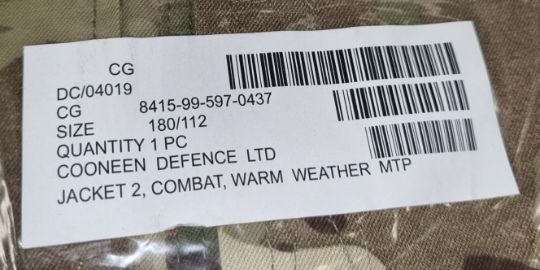 CG
DC/04019
CG 8415-99-597-0437
SIZE 180/112
QUANTITY 1 PC
COONEEN DEFENCE LTD
JACKET 2, COMBAT, WARM WEATHER MTP